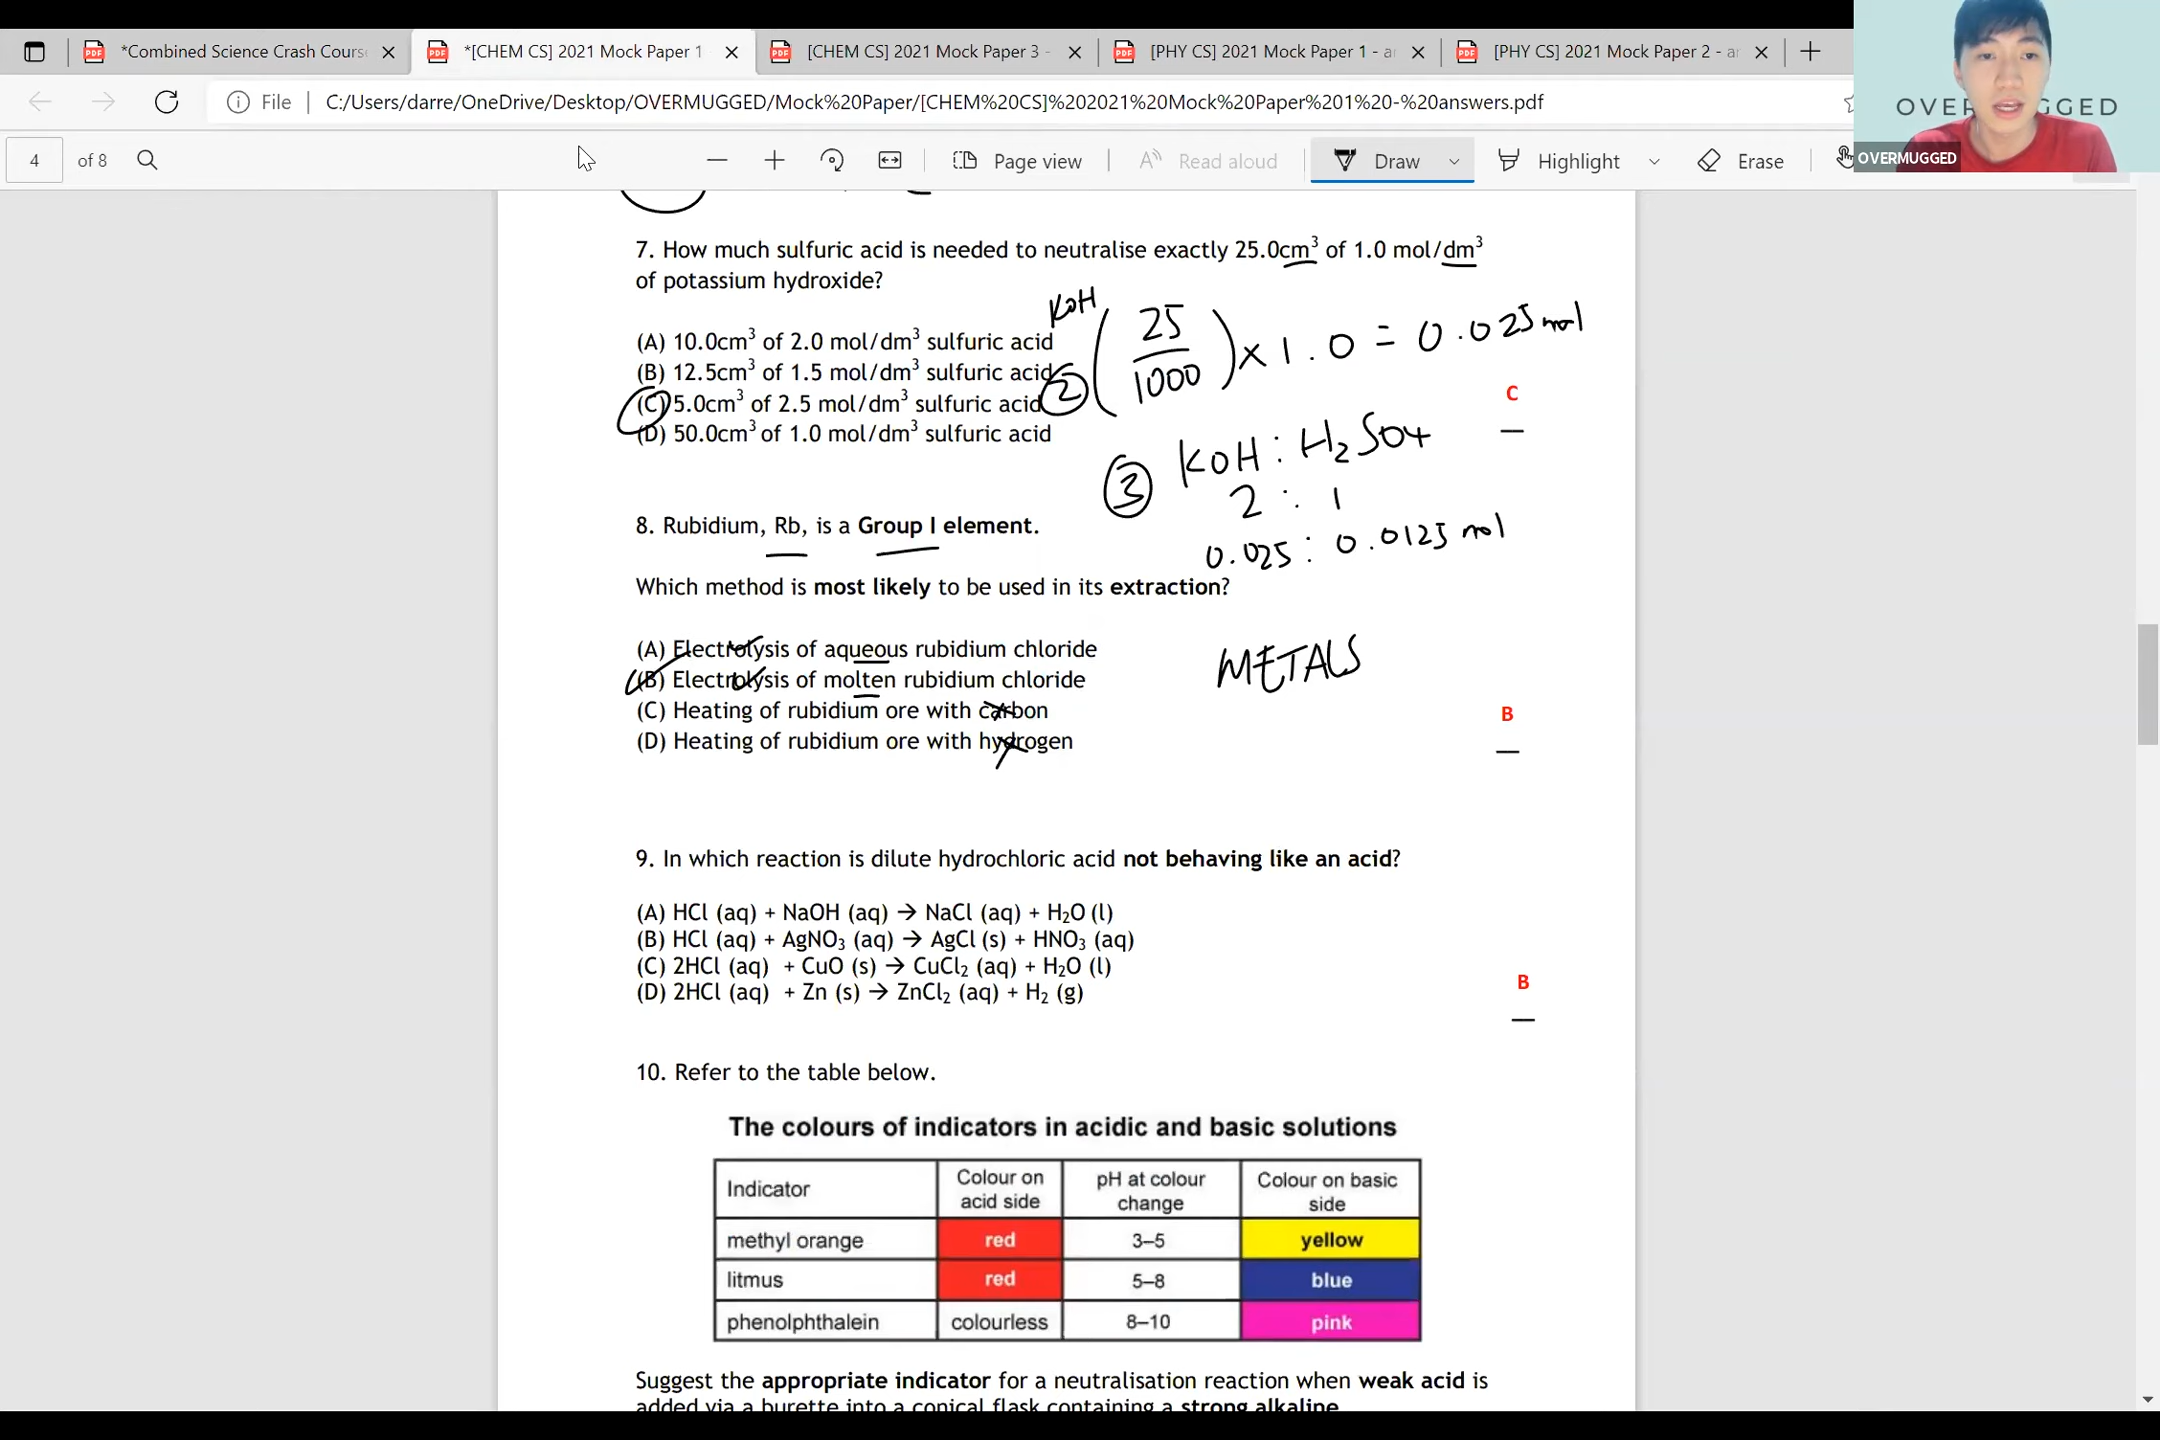 *Combined Science Crash Cours
*[CHEM CS] 2021 Mock Paper 1
[CHEM CS] 2021 Mock Paper 3 -
[PHY CS] 2021 Mock Paper 1 - a
[PHY CS] 2021 Mock Paper 2 - a
OVERMUGGED
File
C:/Users/darre/OneDrive/Desktop/OVERMUGGED/Mock%20Paper/[CHEM%20CS]%202021%20Mock%20Paper%201%20-%20answers.pdf
4 of 8
Page view
Read aloud
Draw
Highlight
Erase
OVERMUGGED
7. How much sulfuric acid is needed to neutralise exactly 25.0cm³ of 1.0 mol/dm³
of potassium hydroxide?
(A) 10.0cm³ of 2.0 mol/dm³ sulfuric acid
(B) 12.5cm³ of 1.5 mol/dm³ sulfuric acid
(C) 5.0cm³ of 2.5 mol/dm³ sulfuric acid
(D) 50.0cm³ of 1.0 mol/dm³ sulfuric acid
KOH
② (25/1000) × 1.0 = 0.025 mol
C
③ KOH : H₂SO₄
2 : 1
0.025 : 0.0125 mol
8. Rubidium, Rb, is a Group I element.
Which method is most likely to be used in its extraction?
(A) Electrolysis of aqueous rubidium chloride
(B) Electrolysis of molten rubidium chloride
(C) Heating of rubidium ore with carbon
(D) Heating of rubidium ore with hydrogen
METALS
B
9. In which reaction is dilute hydrochloric acid not behaving like an acid?
(A) HCl (aq) + NaOH (aq) → NaCl (aq) + H₂O (l)
(B) HCl (aq) + AgNO₃ (aq) → AgCl (s) + HNO₃ (aq)
(C) 2HCl (aq) + CuO (s) → CuCl₂ (aq) + H₂O (l)
(D) 2HCl (aq) + Zn (s) → ZnCl₂ (aq) + H₂ (g)
B
10. Refer to the table below.
The colours of indicators in acidic and basic solutions
Indicator
Colour on acid side
pH at colour change
Colour on basic side
methyl orange red 3–5 yellow
litmus red 5–8 blue
phenolphthalein colourless 8–10 pink
Suggest the appropriate indicator for a neutralisation reaction when weak acid is
added via a burette into a conical flask containing a strong alkaline